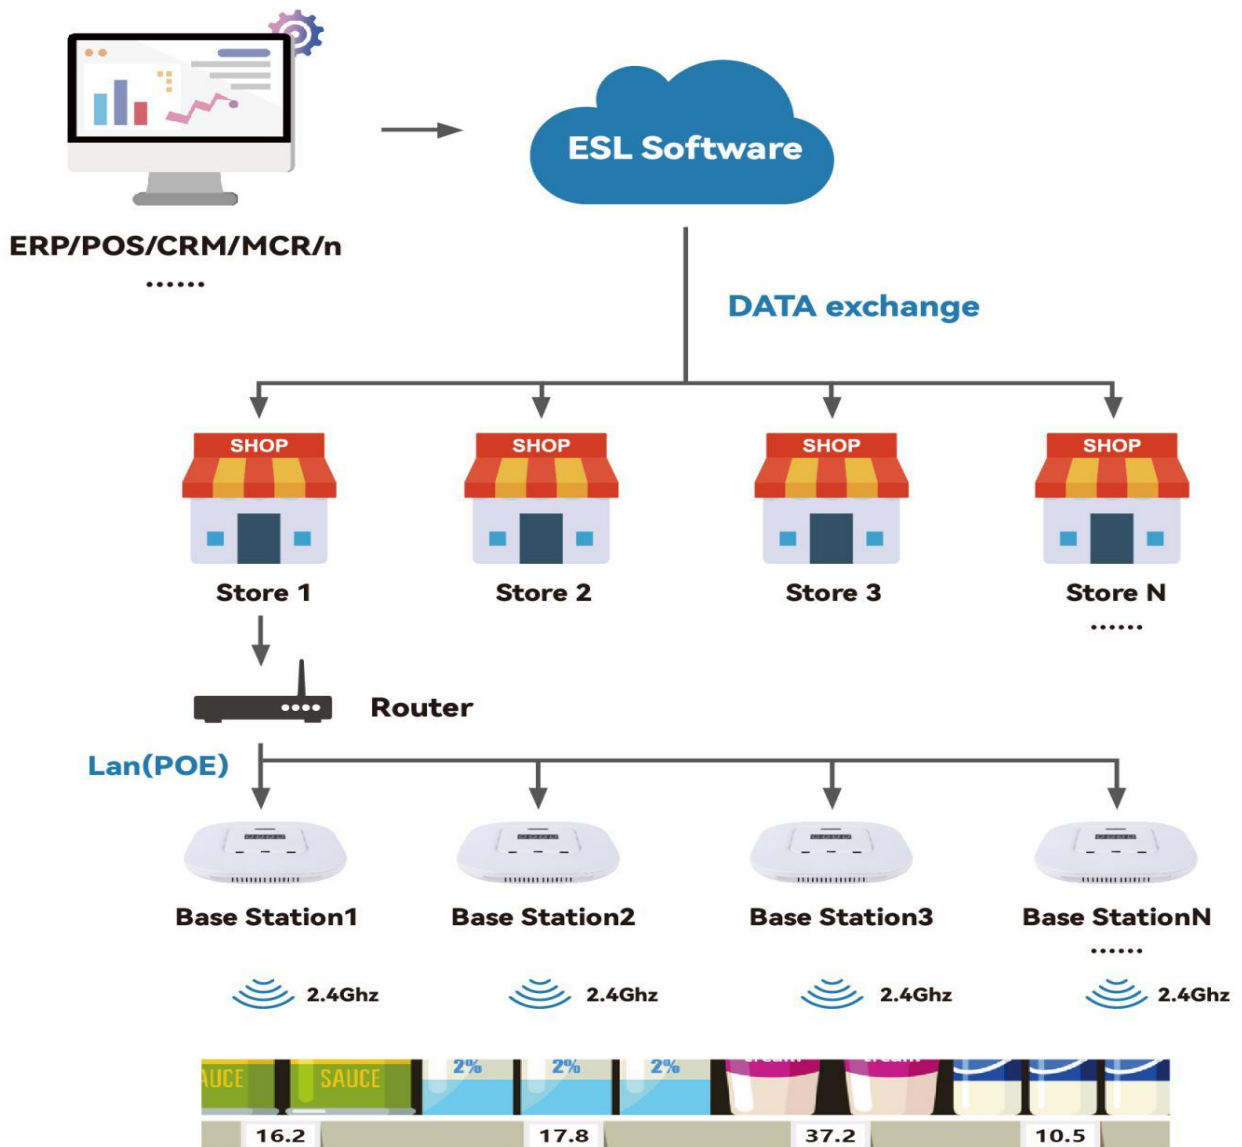 ESL Software
ERP/POS/CRM/MCR/n
......
DATA exchange
SHOP SHOP SHOP SHOP
Store 1 Store 2 Store 3 Store N
......
Router
Lan(POE)
Base Station1 Base Station2 Base Station3 Base StationN
......
2.4Ghz 2.4Ghz 2.4Ghz 2.4Ghz
SAUCE 2% 2% 2%
16.2 17.8 37.2 10.5